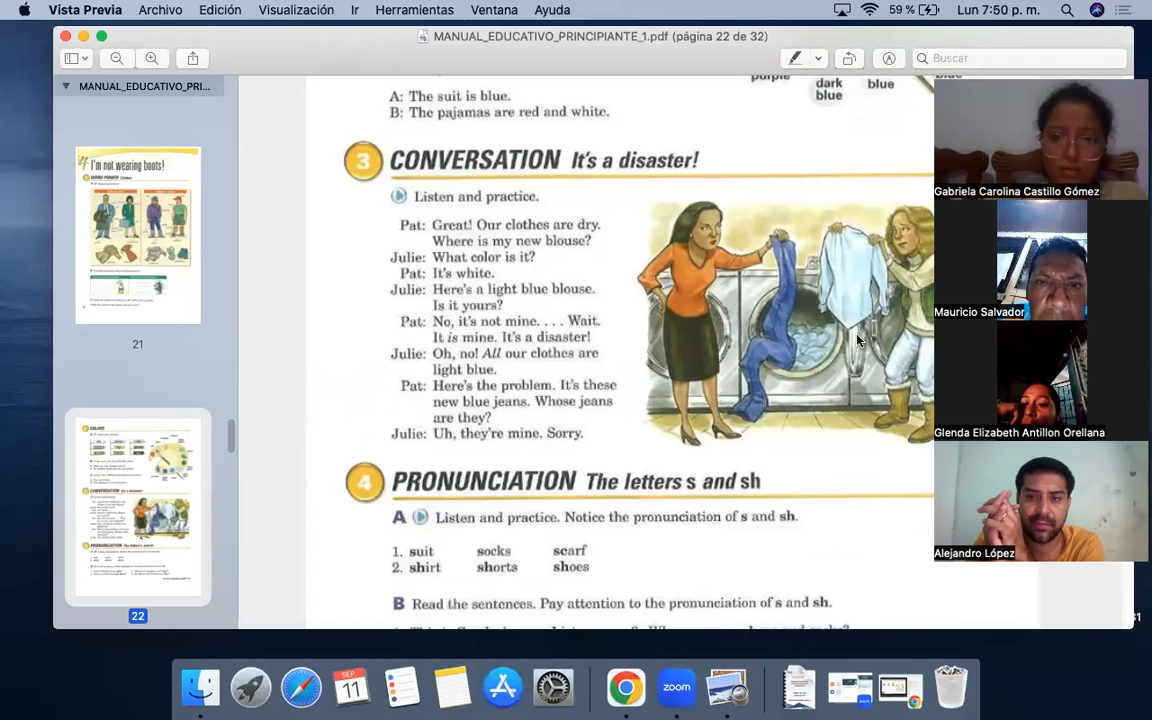 Vista Previa Archivo Edición Visualización Ir Herramientas Ventana Ayuda 59 % Lun 7:50 p. m.
MANUAL_EDUCATIVO_PRINCIPIANTE_1.pdf (página 22 de 32)
Buscar
MANUAL_EDUCATIVO_PRI...
I'm not wearing boots!
21
22
purple
dark
blue
blue
blue
A: The suit is blue.
B: The pajamas are red and white.
3 CONVERSATION It's a disaster!
Listen and practice.
Pat: Great! Our clothes are dry.
Where is my new blouse?
Julie: What color is it?
Pat: It's white.
Julie: Here's a light blue blouse.
Is it yours?
Pat: No, it's not mine. . . . Wait.
It is mine. It's a disaster!
Julie: Oh, no! All our clothes are
light blue.
Pat: Here's the problem. It's these
new blue jeans. Whose jeans
are they?
Julie: Uh, they're mine. Sorry.
4 PRONUNCIATION The letters s and sh
A Listen and practice. Notice the pronunciation of s and sh.
1. suit socks scarf
2. shirt shorts shoes
B Read the sentences. Pay attention to the pronunciation of s and sh.
Gabriela Carolina Castillo Gómez
Mauricio Salvador
Glenda Elizabeth Antillon Orellana
Alejandro López
SEP
11
zoom